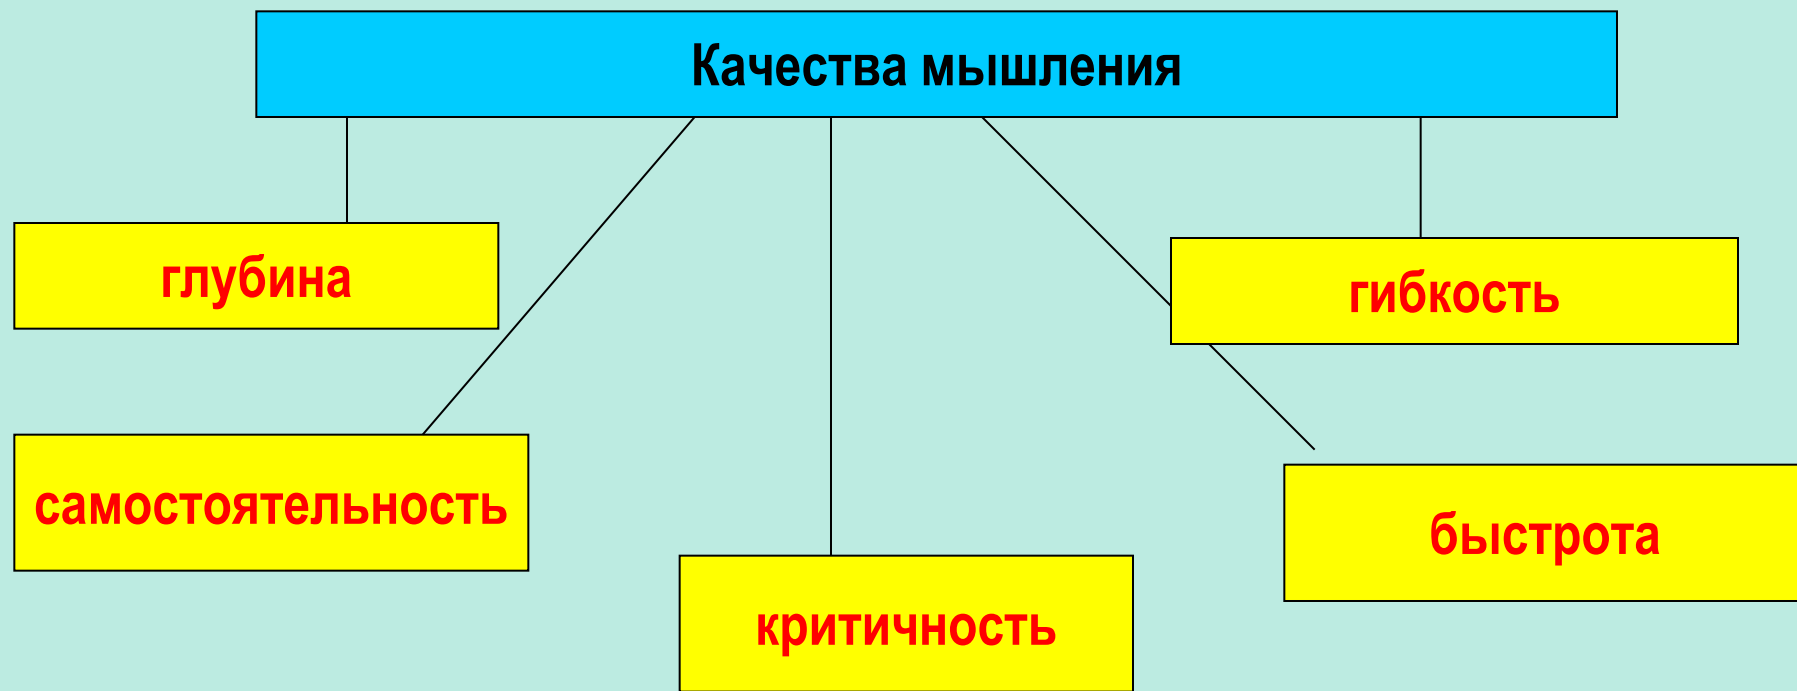 Качества мышления
глубина
гибкость
самостоятельность
быстрота
критичность